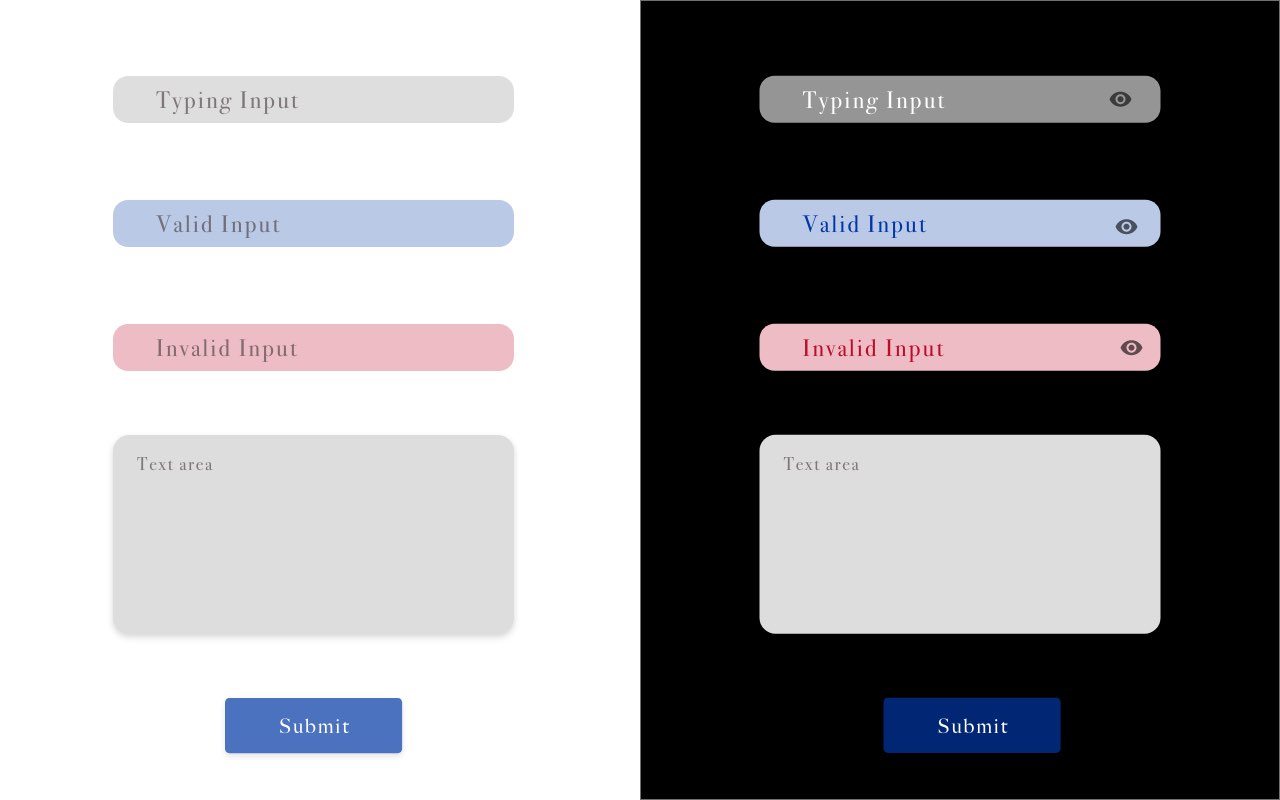 Typing Input
Valid Input
Invalid Input
Text area
Submit
Typing Input
Valid Input
Invalid Input
Text area
Submit